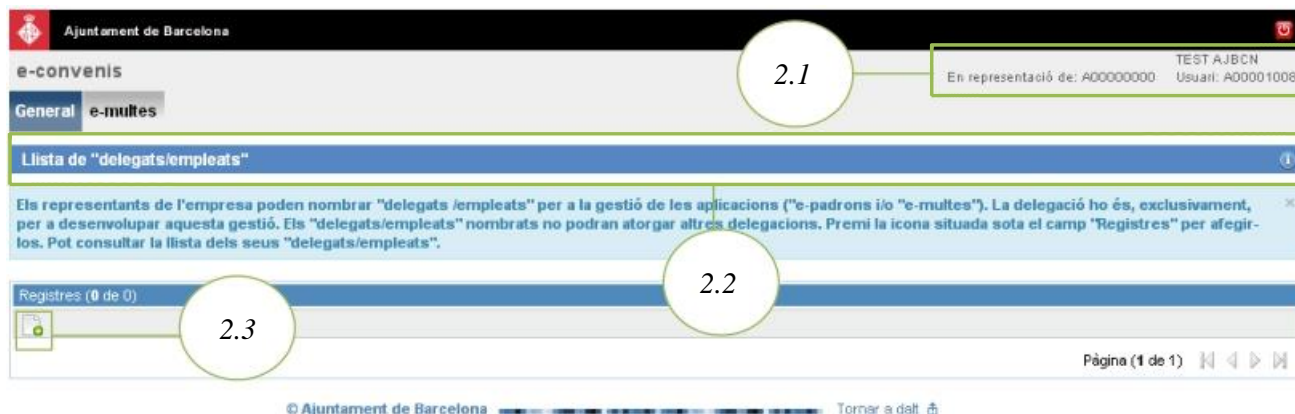 Ajuntament de Barcelona
e-convenis
2.1
TEST AJBCN
En representació de: A00000000 Usuari: A00001008
General e-multes
Llista de "delegats/empleats"
Els representants de l'empresa poden nombrar "delegats /empleats" per a la gestió de les aplicacions ("e-padrons i/o "e-multes"). La delegació ho és, exclusivament,
per a desenvolupar aquesta gestió. Els "delegats/empleats" nombrats no podran atorgar altres delegacions. Premi la icona situada sota el camp "Registres" per afegir-
los. Pot consultar la llista dels seus "delegats/empleats".
2.2
Registres (0 de 0)
2.3
Pàgina (1 de 1)
© Ajuntament de Barcelona Tornar a dalt